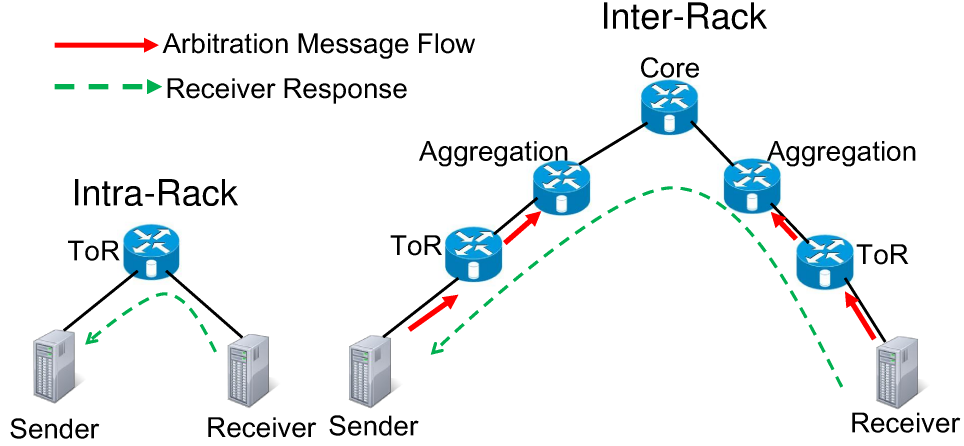 Inter-Rack
Arbitration Message Flow
Receiver Response
Core
Aggregation
Aggregation
Intra-Rack
ToR
ToR
ToR
Sender
Receiver
Sender
Receiver